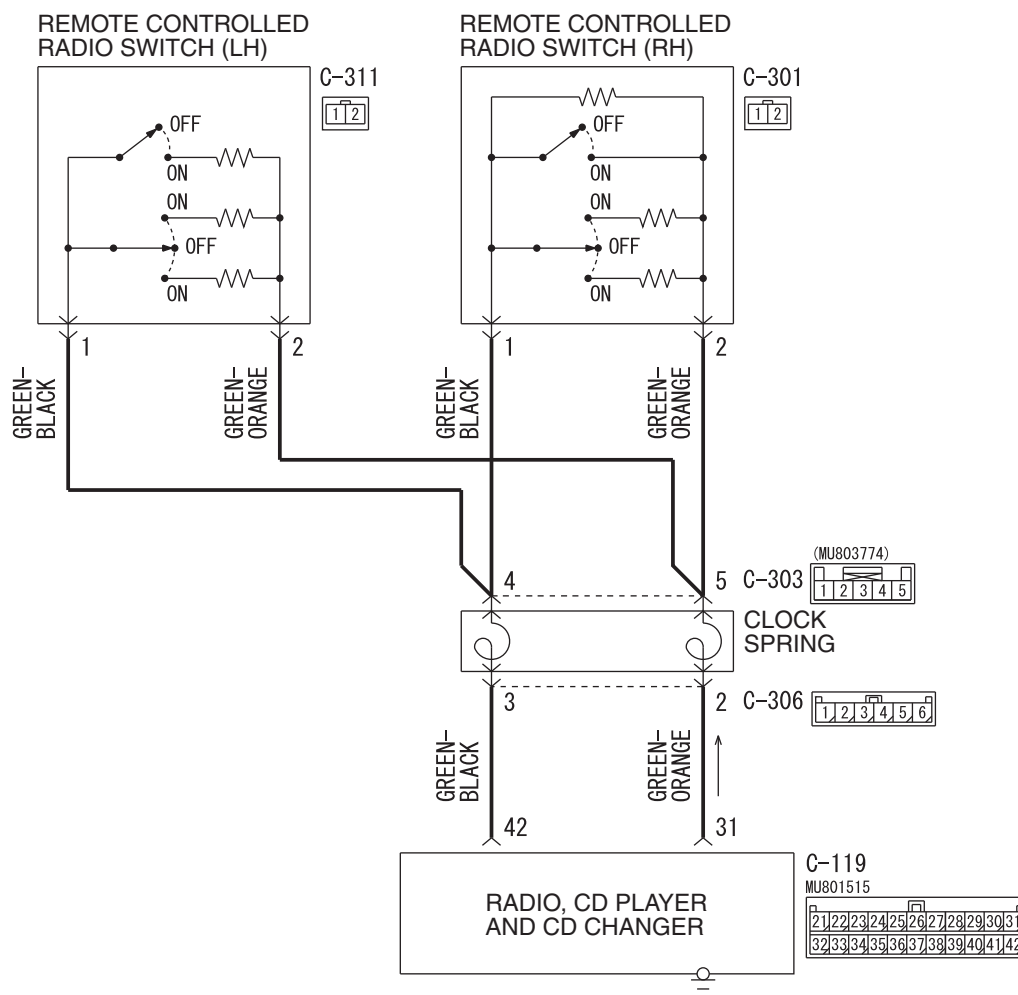 REMOTE CONTROLLED
RADIO SWITCH (LH)
REMOTE CONTROLLED
RADIO SWITCH (RH)
C-311
1 2
C-301
1 2
OFF
ON
ON
OFF
ON
OFF
ON
ON
OFF
ON
1
2
1
2
GREEN-
BLACK
GREEN-
ORANGE
GREEN-
BLACK
GREEN-
ORANGE
4
5
C-303
(MU803774)
1 2 3 4 5
CLOCK
SPRING
3
2
C-306
1 2 3 4 5 6
GREEN-
BLACK
GREEN-
ORANGE
42
31
RADIO, CD PLAYER
AND CD CHANGER
C-119
MU801515
21 22 23 24 25 26 27 28 29 30 31
32 33 34 35 36 37 38 39 40 41 42